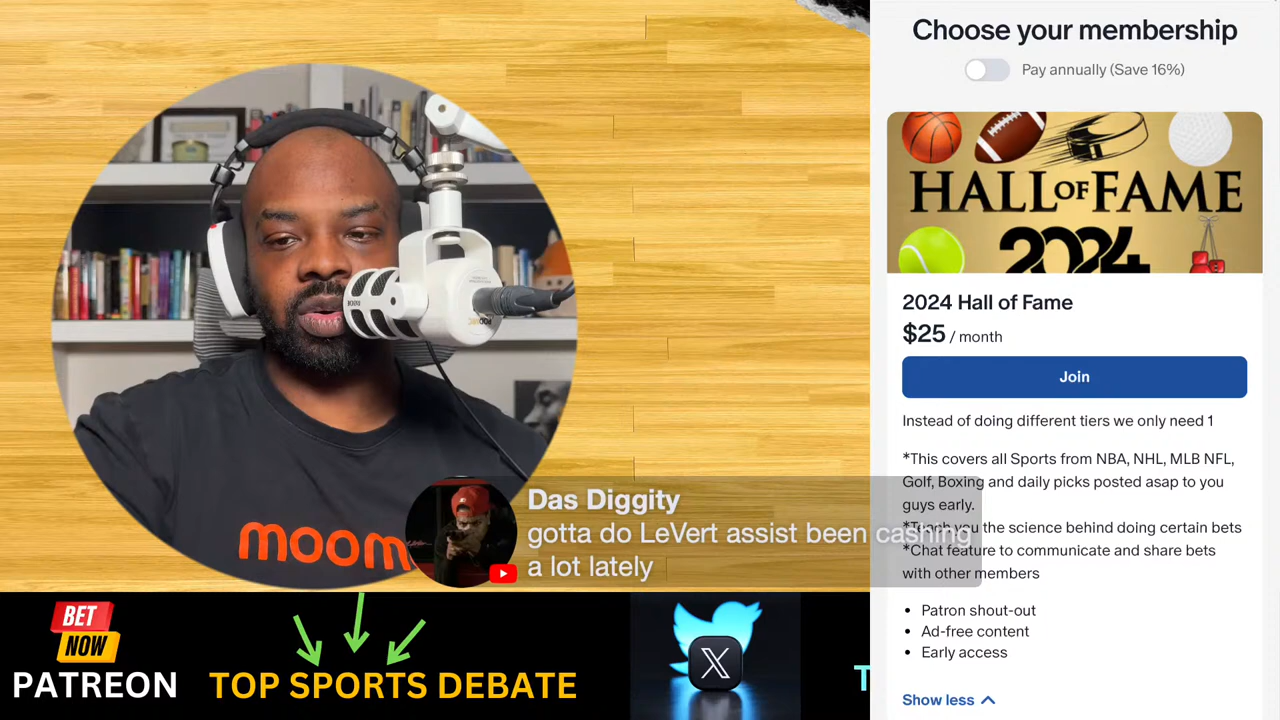 Choose your membership
Pay annually (Save 16%)
HALL OF FAME
2024
2024 Hall of Fame
$25 / month
Join
Instead of doing different tiers we only need 1
*This covers all Sports from NBA, NHL, MLB NFL,
Golf, Boxing and daily picks posted asap to you
guys early.
*Teach you the science behind doing certain bets
*Chat feature to communicate and share bets
with other members
• Patron shout-out
• Ad-free content
• Early access
Show less
moom
Das Diggity
gotta do LeVert assist been cashing
a lot lately
BET
NOW
PATREON
TOP SPORTS DEBATE
X
T